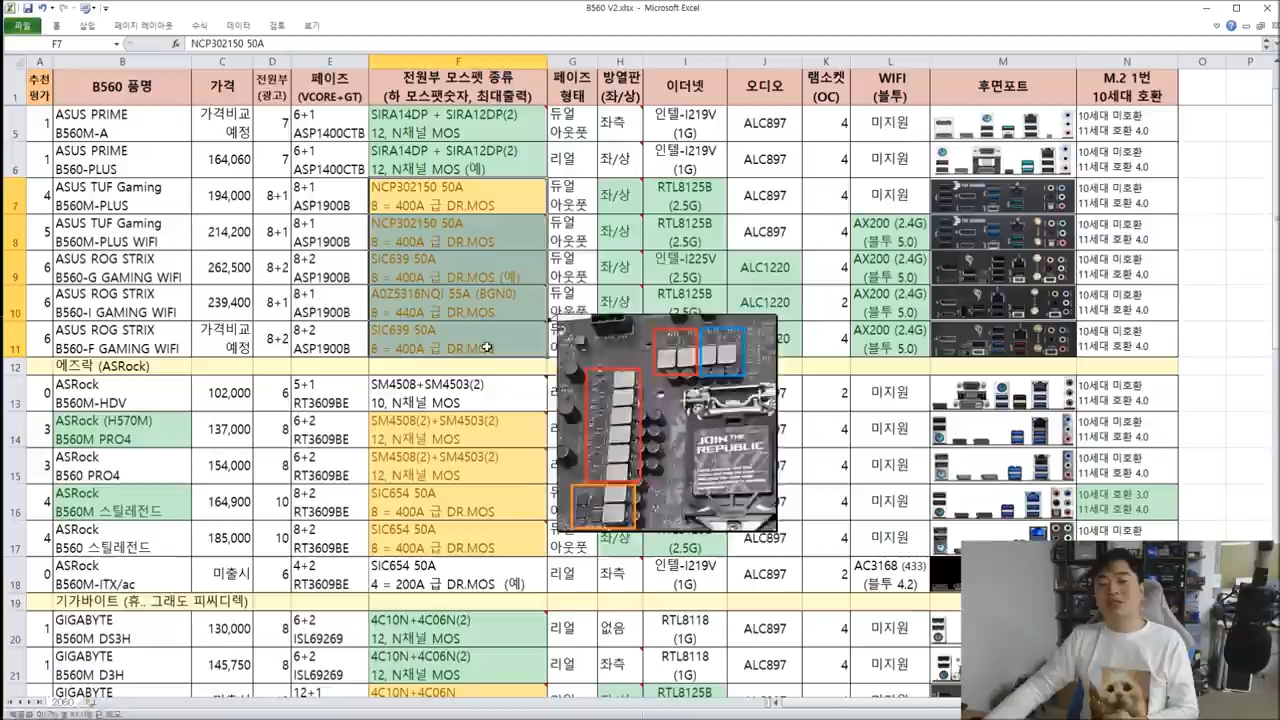 B560 V2.xlsx - Microsoft Excel
파일 홈 삽입 페이지 레이아웃 수식 데이터 검토 보기
F7 fx NCP302150 50A
A B C D E F G H I J K L M N O P
1 추천 평가 B560 품명 가격 전원부 (광고) 페이즈 (VCORE+GT) 전원부 모스펫 종류 (하 모스펫숫자, 최대출력) 페이즈 형태 방열판 (좌/상) 이더넷 오디오 램소켓 (OC) WIFI (블투) 후면포트 M.2 1번 10세대 호환
5 1 ASUS PRIME 가격비교 7 6+1 SIRA14DP + SIRA12DP(2) 듀얼 좌측 인텔-I219V ALC897 4 미지원 10세대 미호환
B560M-A 예정 ASP1400CTB 12, N채널 MOS 아웃풋 (1G) 11세대 호환 4.0
6 1 ASUS PRIME 164,060 7 6+1 SIRA14DP + SIRA12DP(2) 리얼 좌/상 인텔-I219V ALC897 4 미지원 10세대 미호환
B560-PLUS ASP1400CTB 12, N채널 MOS (예) (1G) 11세대 호환 4.0
7 4 ASUS TUF Gaming 194,000 8+1 8+1 NCP302150 50A 듀얼 좌/상 RTL8125B ALC897 4 미지원 10세대 미호환
B560M-PLUS ASP1900B 8 = 400A 급 DR.MOS 아웃풋 (2.5G) 11세대 호환 4.0
8 5 ASUS TUF Gaming 214,200 8+1 8+1 NCP302150 50A 듀얼 좌/상 RTL8125B ALC897 4 AX200 (2.4G) 10세대 미호환
B560M-PLUS WIFI ASP1900B 8 = 400A 급 DR.MOS 아웃풋 (2.5G) (블투 5.0) 11세대 호환 4.0
9 6 ASUS ROG STRIX 262,500 8+2 8+2 SIC639 50A 듀얼 좌/상 인텔-I225V ALC1220 4 AX200 (2.4G) 10세대 미호환
B560-G GAMING WIFI ASP1900B 8 = 400A 급 DR.MOS (예) 아웃풋 (2.5G) (블투 5.0) 11세대 호환 4.0
10 6 ASUS ROG STRIX 239,400 8+1 8+1 A0Z5316NQI 55A (BGN0) 듀얼 좌/상 RTL8125B ALC1220 2 AX200 (2.4G) 10세대 미호환
B560-I GAMING WIFI ASP1900B 8 = 440A 급 DR.MOS (블투 5.0) 11세대 호환 4.0
11 6 ASUS ROG STRIX 가격비교 8+2 8+2 SIC639 50A 4 AX200 (2.4G) 10세대 미호환
B560-F GAMING WIFI 예정 ASP1900B 8 = 400A 급 DR.MOS (블투 5.0) 11세대 호환 4.0
12 에즈락 (ASRock)
13 0 ASRock 102,000 6 5+1 SM4508+SM4503(2) 4 미지원 10세대 미호환
B560M-HDV RT3609BE 10, N채널 MOS 11세대 호환 4.0
14 3 ASRock (H570M) 137,000 8 6+2 SM4508(2)+SM4503(2) 4 미지원 10세대 미호환
B560M PRO4 RT3609BE 12, N채널 MOS 11세대 호환 4.0
15 3 ASRock 154,000 8 6+2 SM4508(2)+SM4503(2) 4 미지원 10세대 미호환
B560 PRO4 RT3609BE 12, N채널 MOS 11세대 호환 4.0
16 4 ASRock 164,900 10 8+2 SIC654 50A 4 미지원 10세대 호환 3.0
B560M 스틸레전드 RT3609BE 8 = 400A 급 DR.MOS 11세대 호환 4.0
17 4 ASRock 185,000 10 8+2 SIC654 50A 좌/상 4 미지원 10세대 미호환
B560 스틸레전드 RT3609BE 8 = 400A 급 DR.MOS 아웃풋 (2.5G)
18 0 ASRock 미출시 6 4+2 SIC654 50A 리얼 좌측 인텔-I219V ALC897 2 AC3168 (433)
B560M-ITX/ac RT3609BE 4 = 200A 급 DR.MOS (예) (1G) (블투 4.2)
19 기가바이트 (휴.. 그래도 피씨디렉)
20 1 GIGABYTE 130,000 8 6+2 4C10N+4C06N(2) 리얼 없음 RTL8118 ALC897 4 미지원
B560M DS3H ISL69269 12, N채널 MOS (1G)
21 1 GIGABYTE 145,750 8 6+2 4C10N+4C06N(2) 리얼 좌측 RTL8118 ALC897 4 미지원
B560M D3H ISL69269 12, N채널 MOS (1G)
GIGABYTE 12+1 4C10N+4C06N RTL8125B
JOIN THE
REPUBLIC
2060